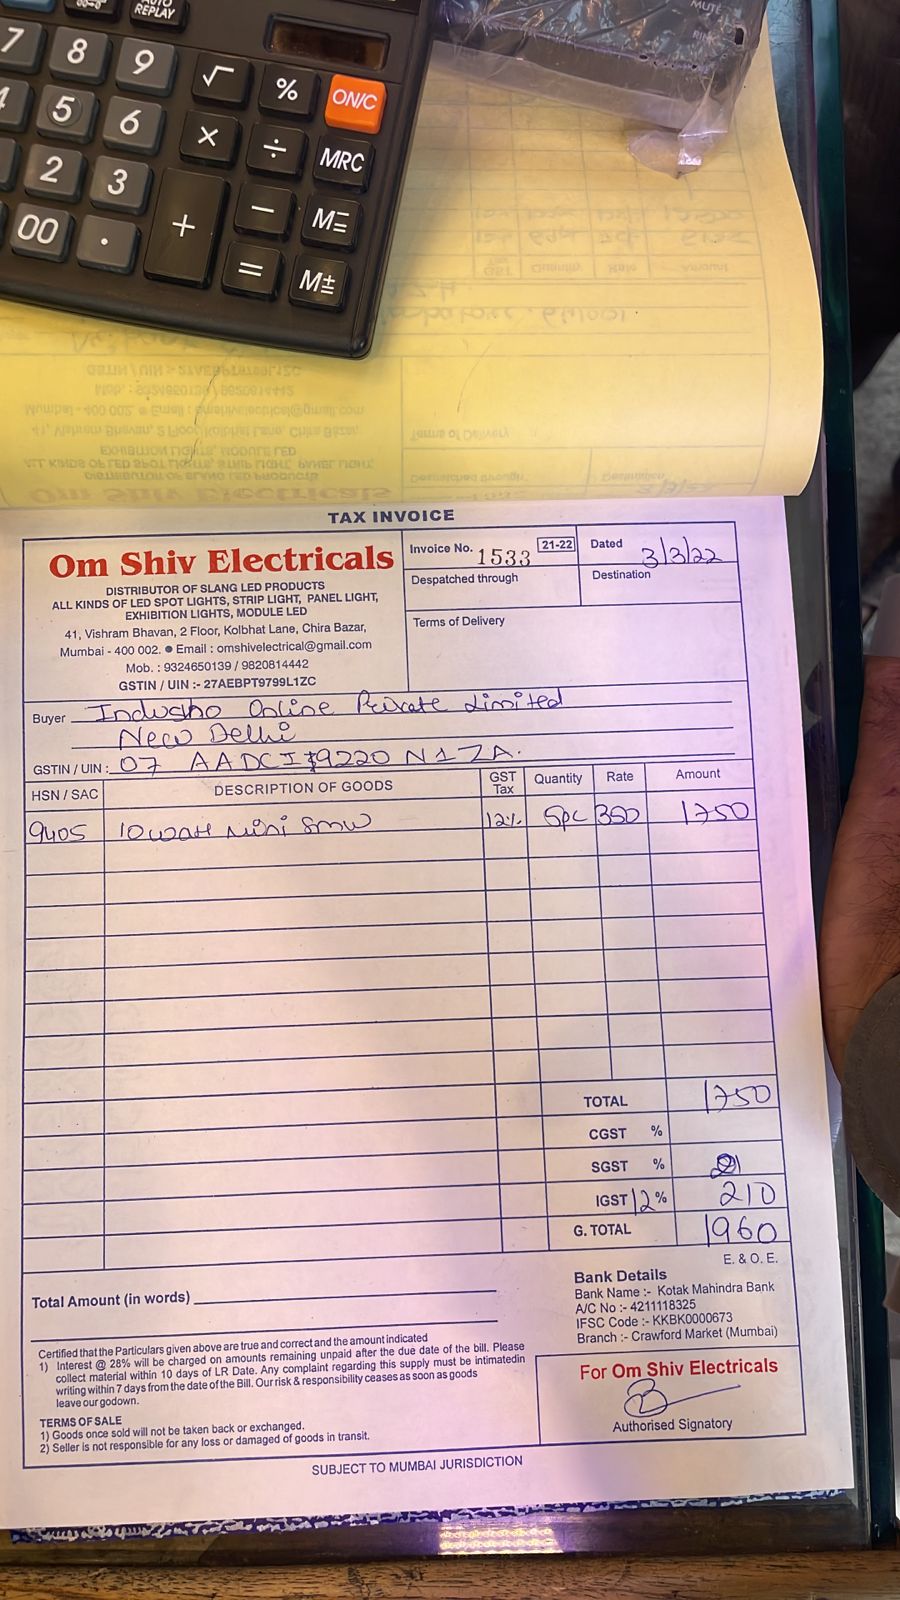 AUTO REPLAY
7 8 9 √ % ON/C
4 5 6 × ÷ MRC
2 3 + − M=
00 . = M±
MUTE
TAX INVOICE
Om Shiv Electricals
DISTRIBUTOR OF SLANG LED PRODUCTS
ALL KINDS OF LED SPOT LIGHTS, STRIP LIGHT, PANEL LIGHT,
EXHIBITION LIGHTS, MODULE LED
41, Vishram Bhavan, 2 Floor, Kolbhat Lane, Chira Bazar,
Mumbai - 400 002. ● Email : omshivelectrical@gmail.com
Mob. : 9324650139 / 9820814442
GSTIN / UIN :- 27AEBPT9799L1ZC
Invoice No. 1533 21-22
Dated 3/3/22
Despatched through
Destination
Terms of Delivery
Buyer Indusho Online Private Limited
New Delhi
GSTIN / UIN : 07 AADCI 9220 N1ZA.
HSN / SAC DESCRIPTION OF GOODS GST Tax Quantity Rate Amount
9405 10 watt mini 12% 5pc 350 1750
TOTAL 1750
CGST %
SGST %
IGST 12% 210
G. TOTAL 1960
E. & O. E.
Total Amount (in words)
Bank Details
Bank Name :- Kotak Mahindra Bank
A/C No :- 4211118325
IFSC Code :- KKBK0000673
Branch :- Crawford Market (Mumbai)
Certified that the Particulars given above are true and correct and the amount indicated
1) Interest @ 28% will be charged on amounts remaining unpaid after the due date of the bill. Please
collect material within 10 days of LR Date. Any complaint regarding this supply must be intimatedin
writing within 7 days from the date of the Bill. Our risk & responsibility ceases as soon as goods
leave our godown.
TERMS OF SALE
1) Goods once sold will not be taken back or exchanged.
2) Seller is not responsible for any loss or damaged of goods in transit.
For Om Shiv Electricals
Authorised Signatory
SUBJECT TO MUMBAI JURISDICTION